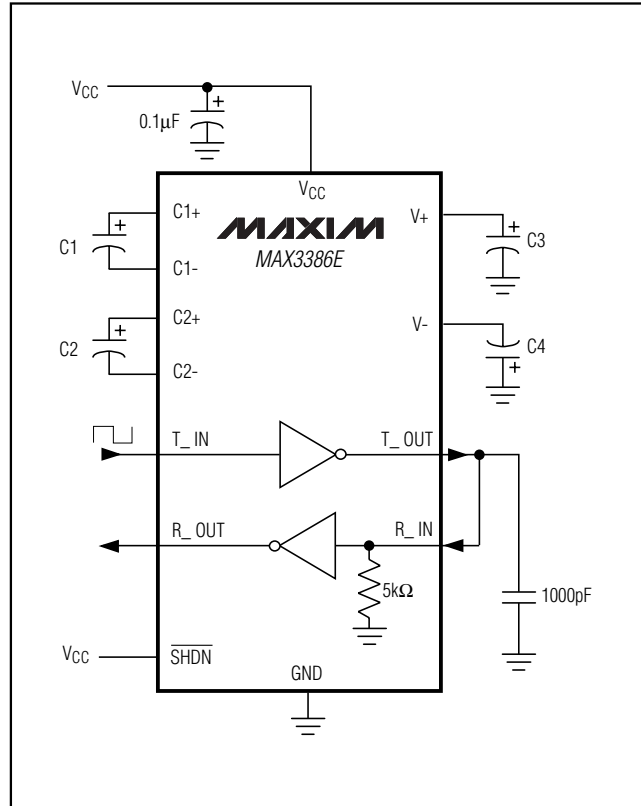 VCC
0.1μF
+
VCC
C1
+
C1+
C1-
MAXIM
MAX3386E
V+
+
C3
C2
+
C2+
C2-
V-
+
C4
T_ IN
T_ OUT
R_ OUT
R_ IN
5kΩ
1000pF
VCC
SHDN
GND